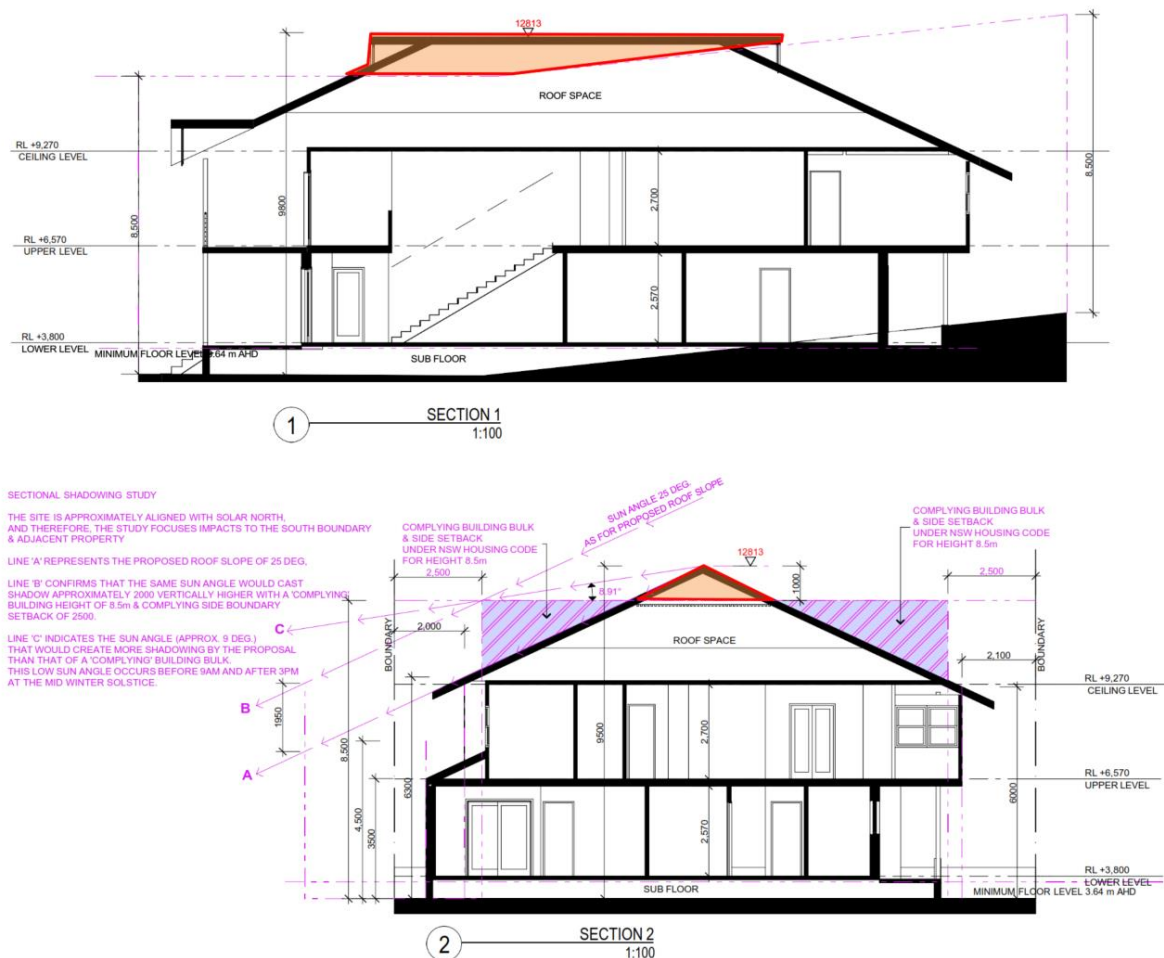 12813
ROOF SPACE
RL +9,270
CEILING LEVEL
8,500
9800
2,700
8,500
RL +6,570
UPPER LEVEL
2,570
RL +3,800
LOWER LEVEL
MINIMUM FLOOR LEVEL 3.64 m AHD
SUB FLOOR
1
SECTION 1
1:100
SECTIONAL SHADOWING STUDY
THE SITE IS APPROXIMATELY ALIGNED WITH SOLAR NORTH,
AND THEREFORE, THE STUDY FOCUSES IMPACTS TO THE SOUTH BOUNDARY
& ADJACENT PROPERTY
LINE 'A' REPRESENTS THE PROPOSED ROOF SLOPE OF 25 DEG,
LINE 'B' CONFIRMS THAT THE SAME SUN ANGLE WOULD CAST
SHADOW APPROXIMATELY 2000 VERTICALLY HIGHER WITH A 'COMPLYING'
BUILDING HEIGHT OF 8.5m & COMPLYING SIDE BOUNDARY
SETBACK OF 2500.
LINE 'C' INDICATES THE SUN ANGLE (APPROX. 9 DEG.)
THAT WOULD CREATE MORE SHADOWING BY THE PROPOSAL
THAN THAT OF A 'COMPLYING' BUILDING BULK.
THIS LOW SUN ANGLE OCCURS BEFORE 9AM AND AFTER 3PM
AT THE MID WINTER SOLSTICE.
SUN ANGLE 25 DEG.
AS FOR PROPOSED ROOF SLOPE
COMPLYING BUILDING BULK
& SIDE SETBACK
UNDER NSW HOUSING CODE
FOR HEIGHT 8.5m
2,500
12813
1000
8.91°
COMPLYING BUILDING BULK
& SIDE SETBACK
UNDER NSW HOUSING CODE
FOR HEIGHT 8.5m
2,500
C
2,000
BOUNDARY
ROOF SPACE
2,100
BOUNDARY
B
A
1950
8,500
4,500
3500
6300
9500
2,700
2,570
6000
RL +9,270
CEILING LEVEL
RL +6,570
UPPER LEVEL
RL +3,800
LOWER LEVEL
SUB FLOOR
MINIMUM FLOOR LEVEL 3.64 m AHD
2
SECTION 2
1:100